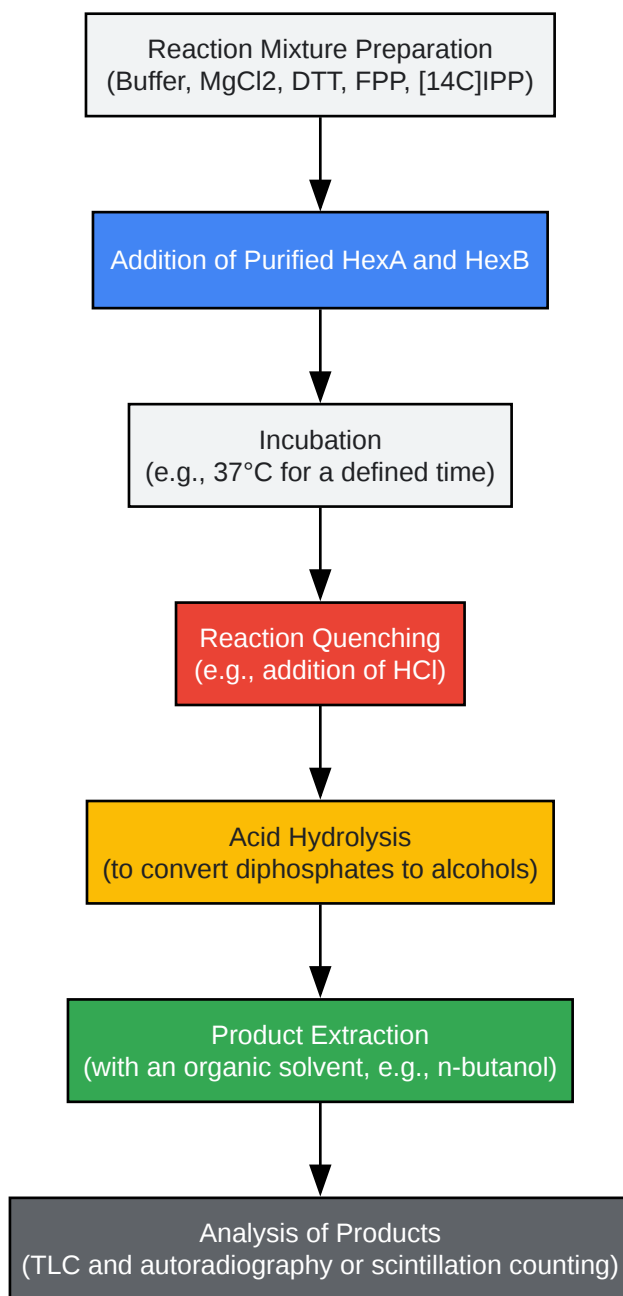 Reaction Mixture Preparation
(Buffer, MgCl2, DTT, FPP, [14C]IPP)
Addition of Purified HexA and HexB
Incubation
(e.g., 37°C for a defined time)
Reaction Quenching
(e.g., addition of HCl)
Acid Hydrolysis
(to convert diphosphates to alcohols)
Product Extraction
(with an organic solvent, e.g., n-butanol)
Analysis of Products
(TLC and autoradiography or scintillation counting)